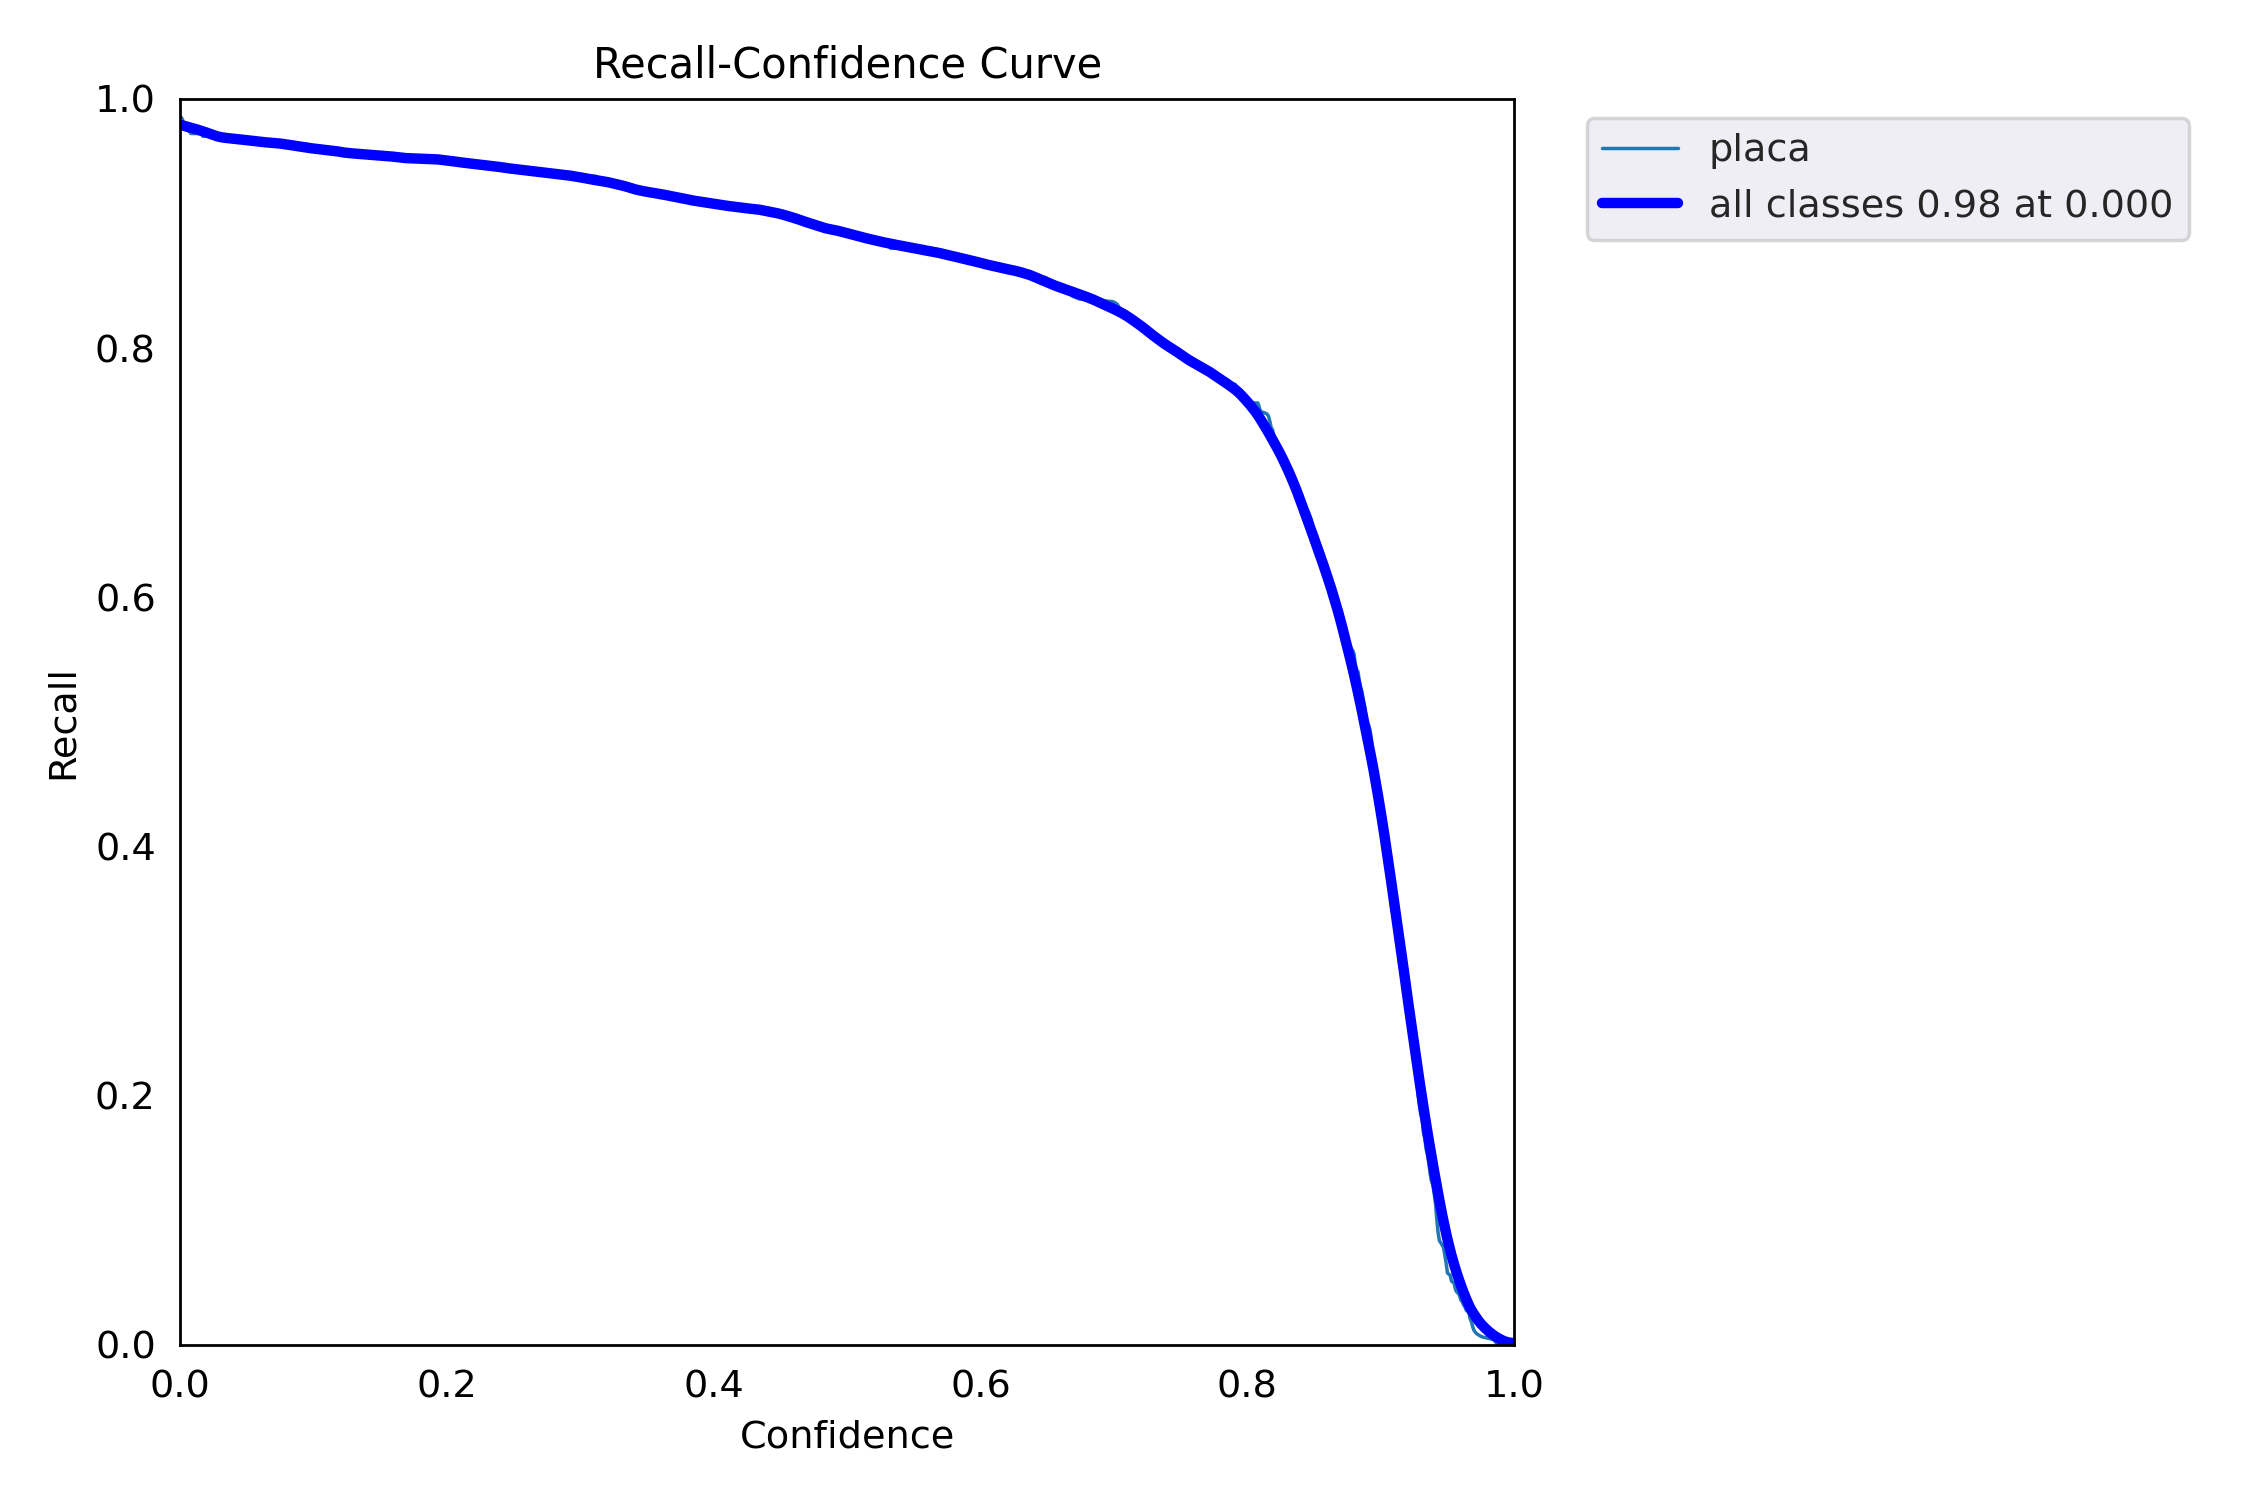 Recall-Confidence Curve
1.0
0.8
0.6
0.4
0.2
0.0
Recall
0.0 0.2 0.4 0.6 0.8 1.0
Confidence
placa
all classes 0.98 at 0.000